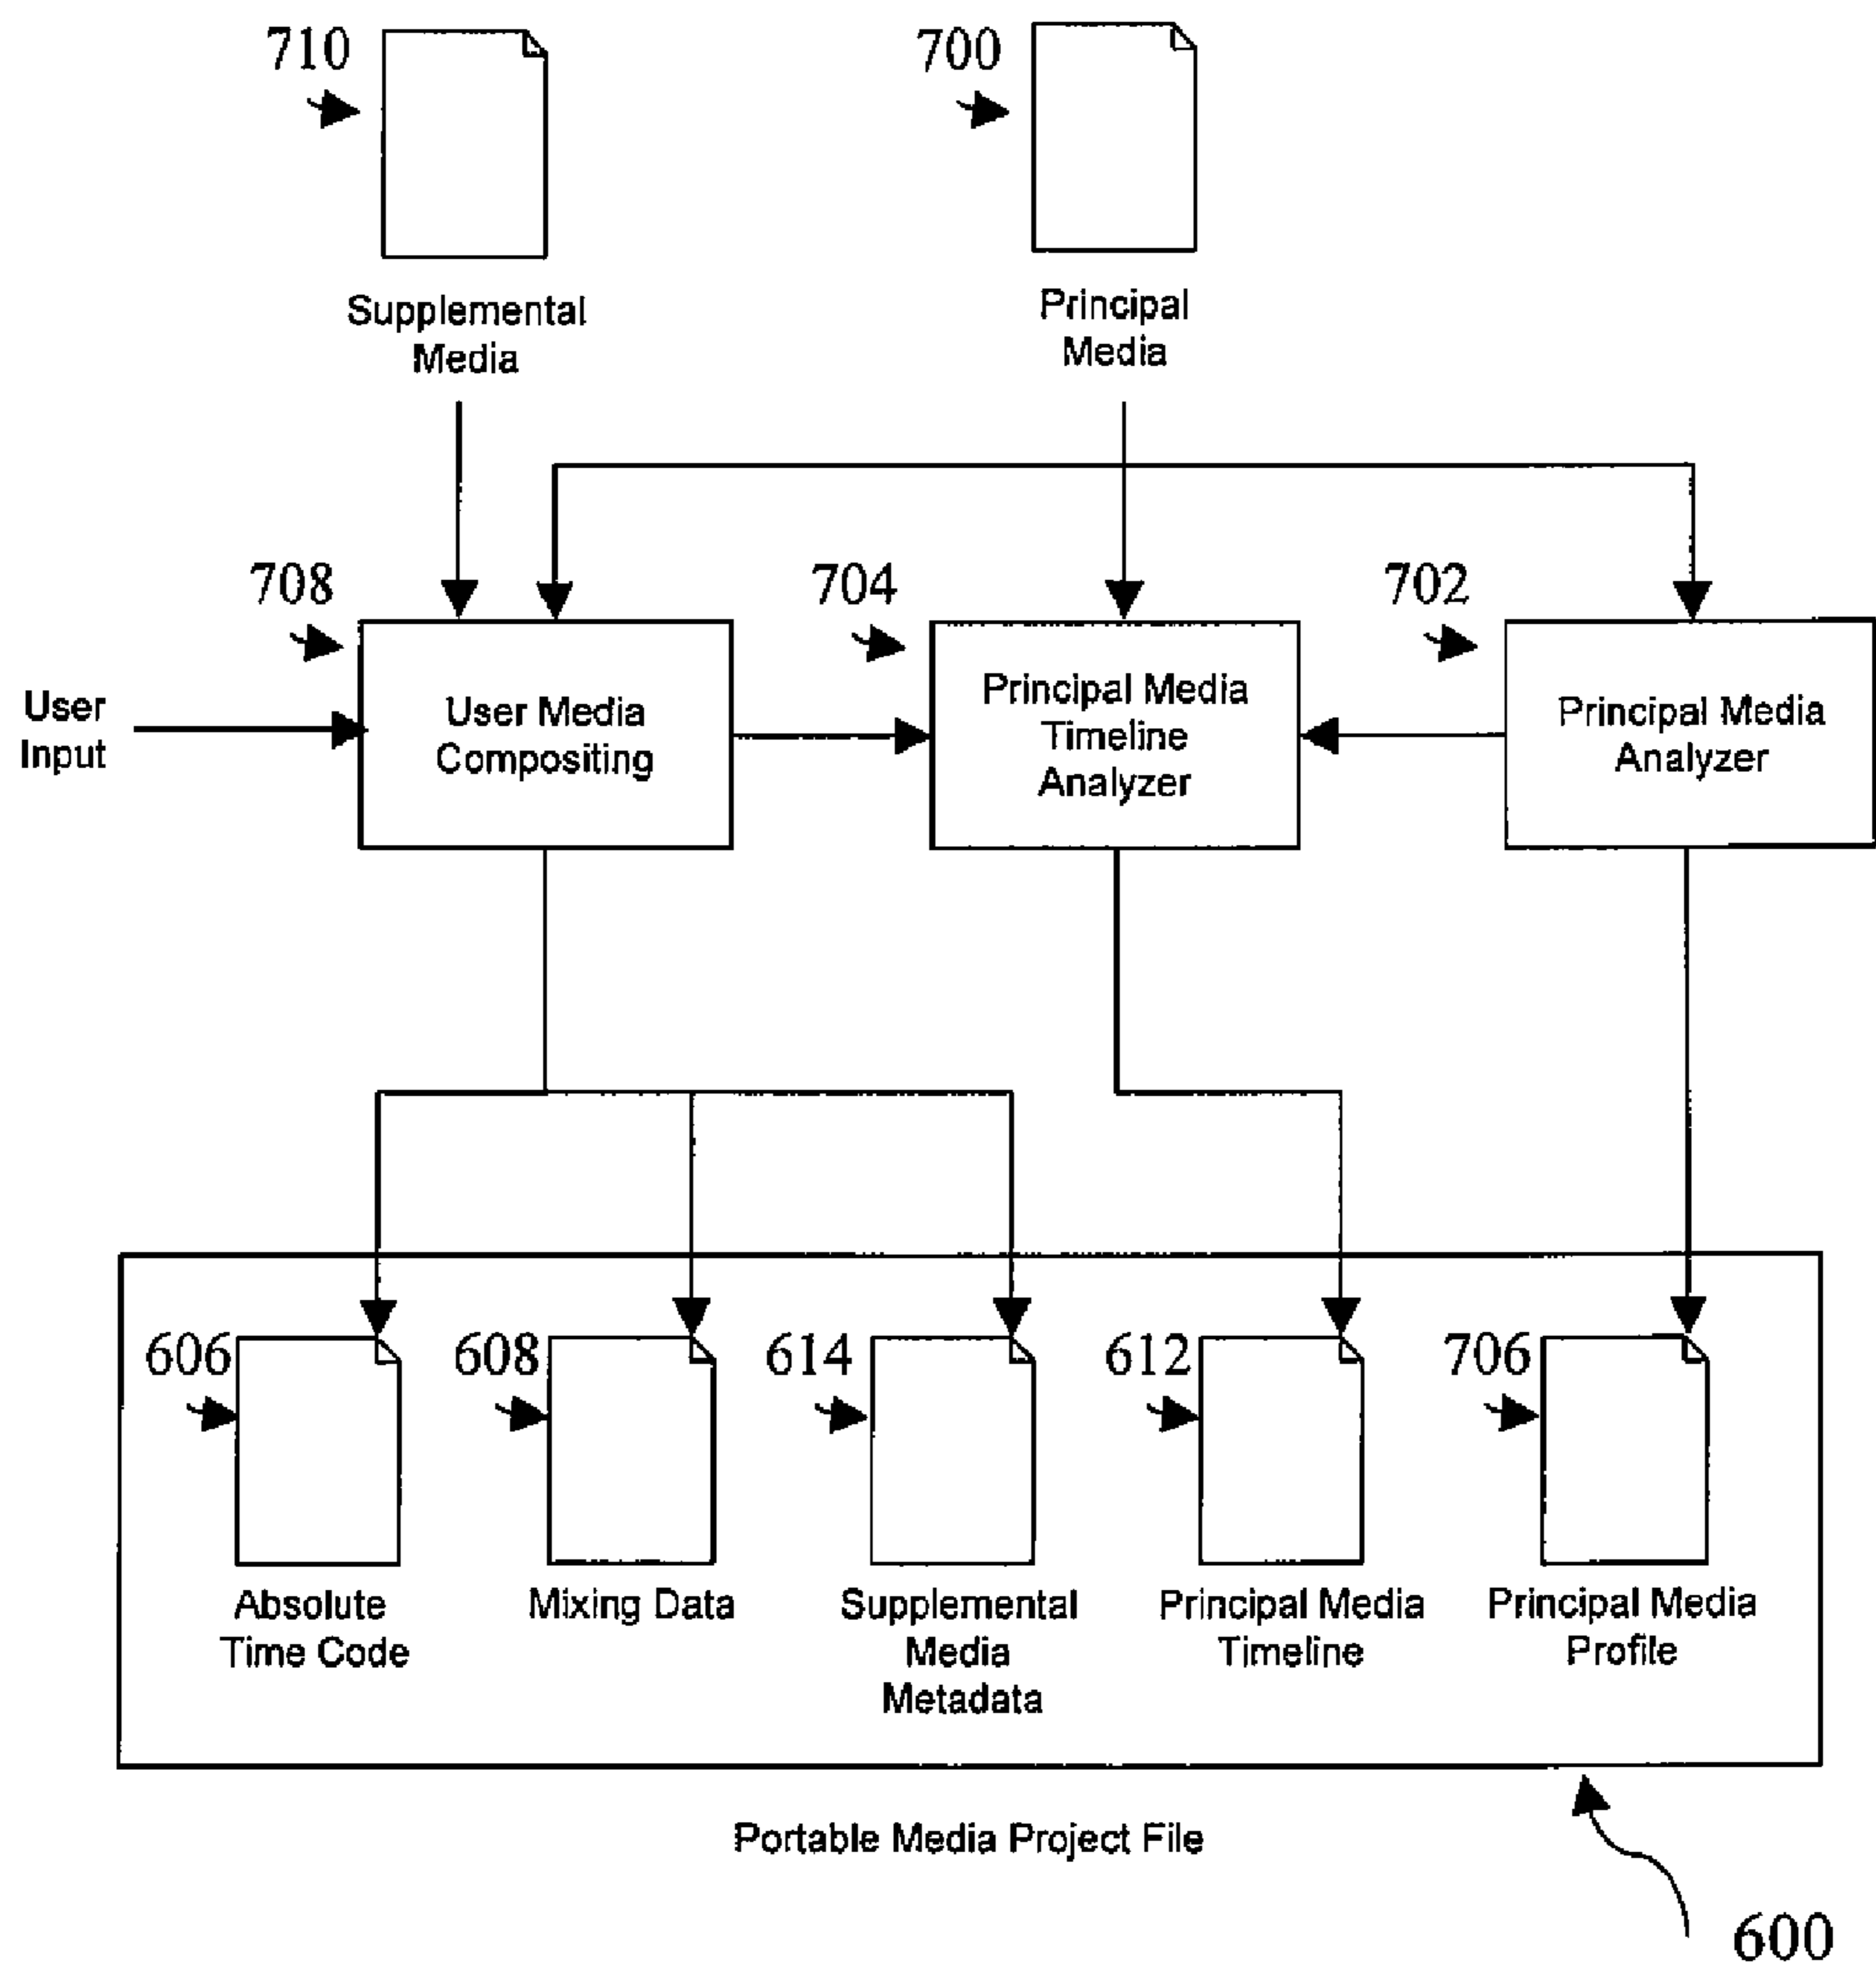 710
700
Supplemental
Media
Principal
Media
708
704
702
User
Input
User Media
Compositing
Principal Media
Timeline
Analyzer
Principal Media
Analyzer
606
608
614
612
706
Absolute
Time Code
Mixing Data
Supplemental
Media
Metadata
Principal Media
Timeline
Principal Media
Profile
Portable Media Project File
600